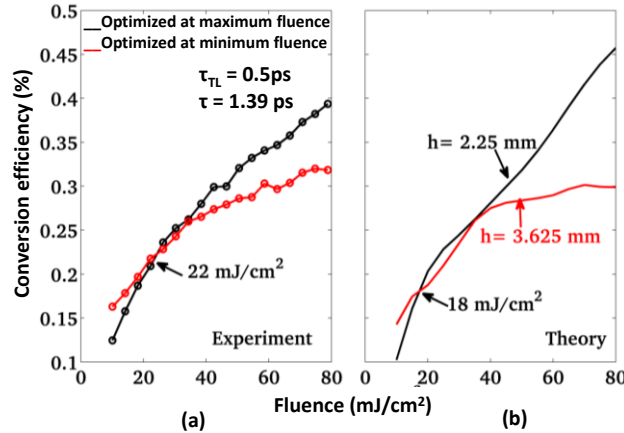 Optimized at maximum fluence
Optimized at minimum fluence
τTL = 0.5ps
τ = 1.39 ps
Conversion efficiency (%)
0.5
0.45
0.4
0.35
0.3
0.25
0.2
0.15
0.1
22 mJ/cm²
Experiment
0 20 40 60 80
(a)
h= 2.25 mm
h= 3.625 mm
18 mJ/cm²
Theory
0 20 40 60 80
(b)
Fluence (mJ/cm²)